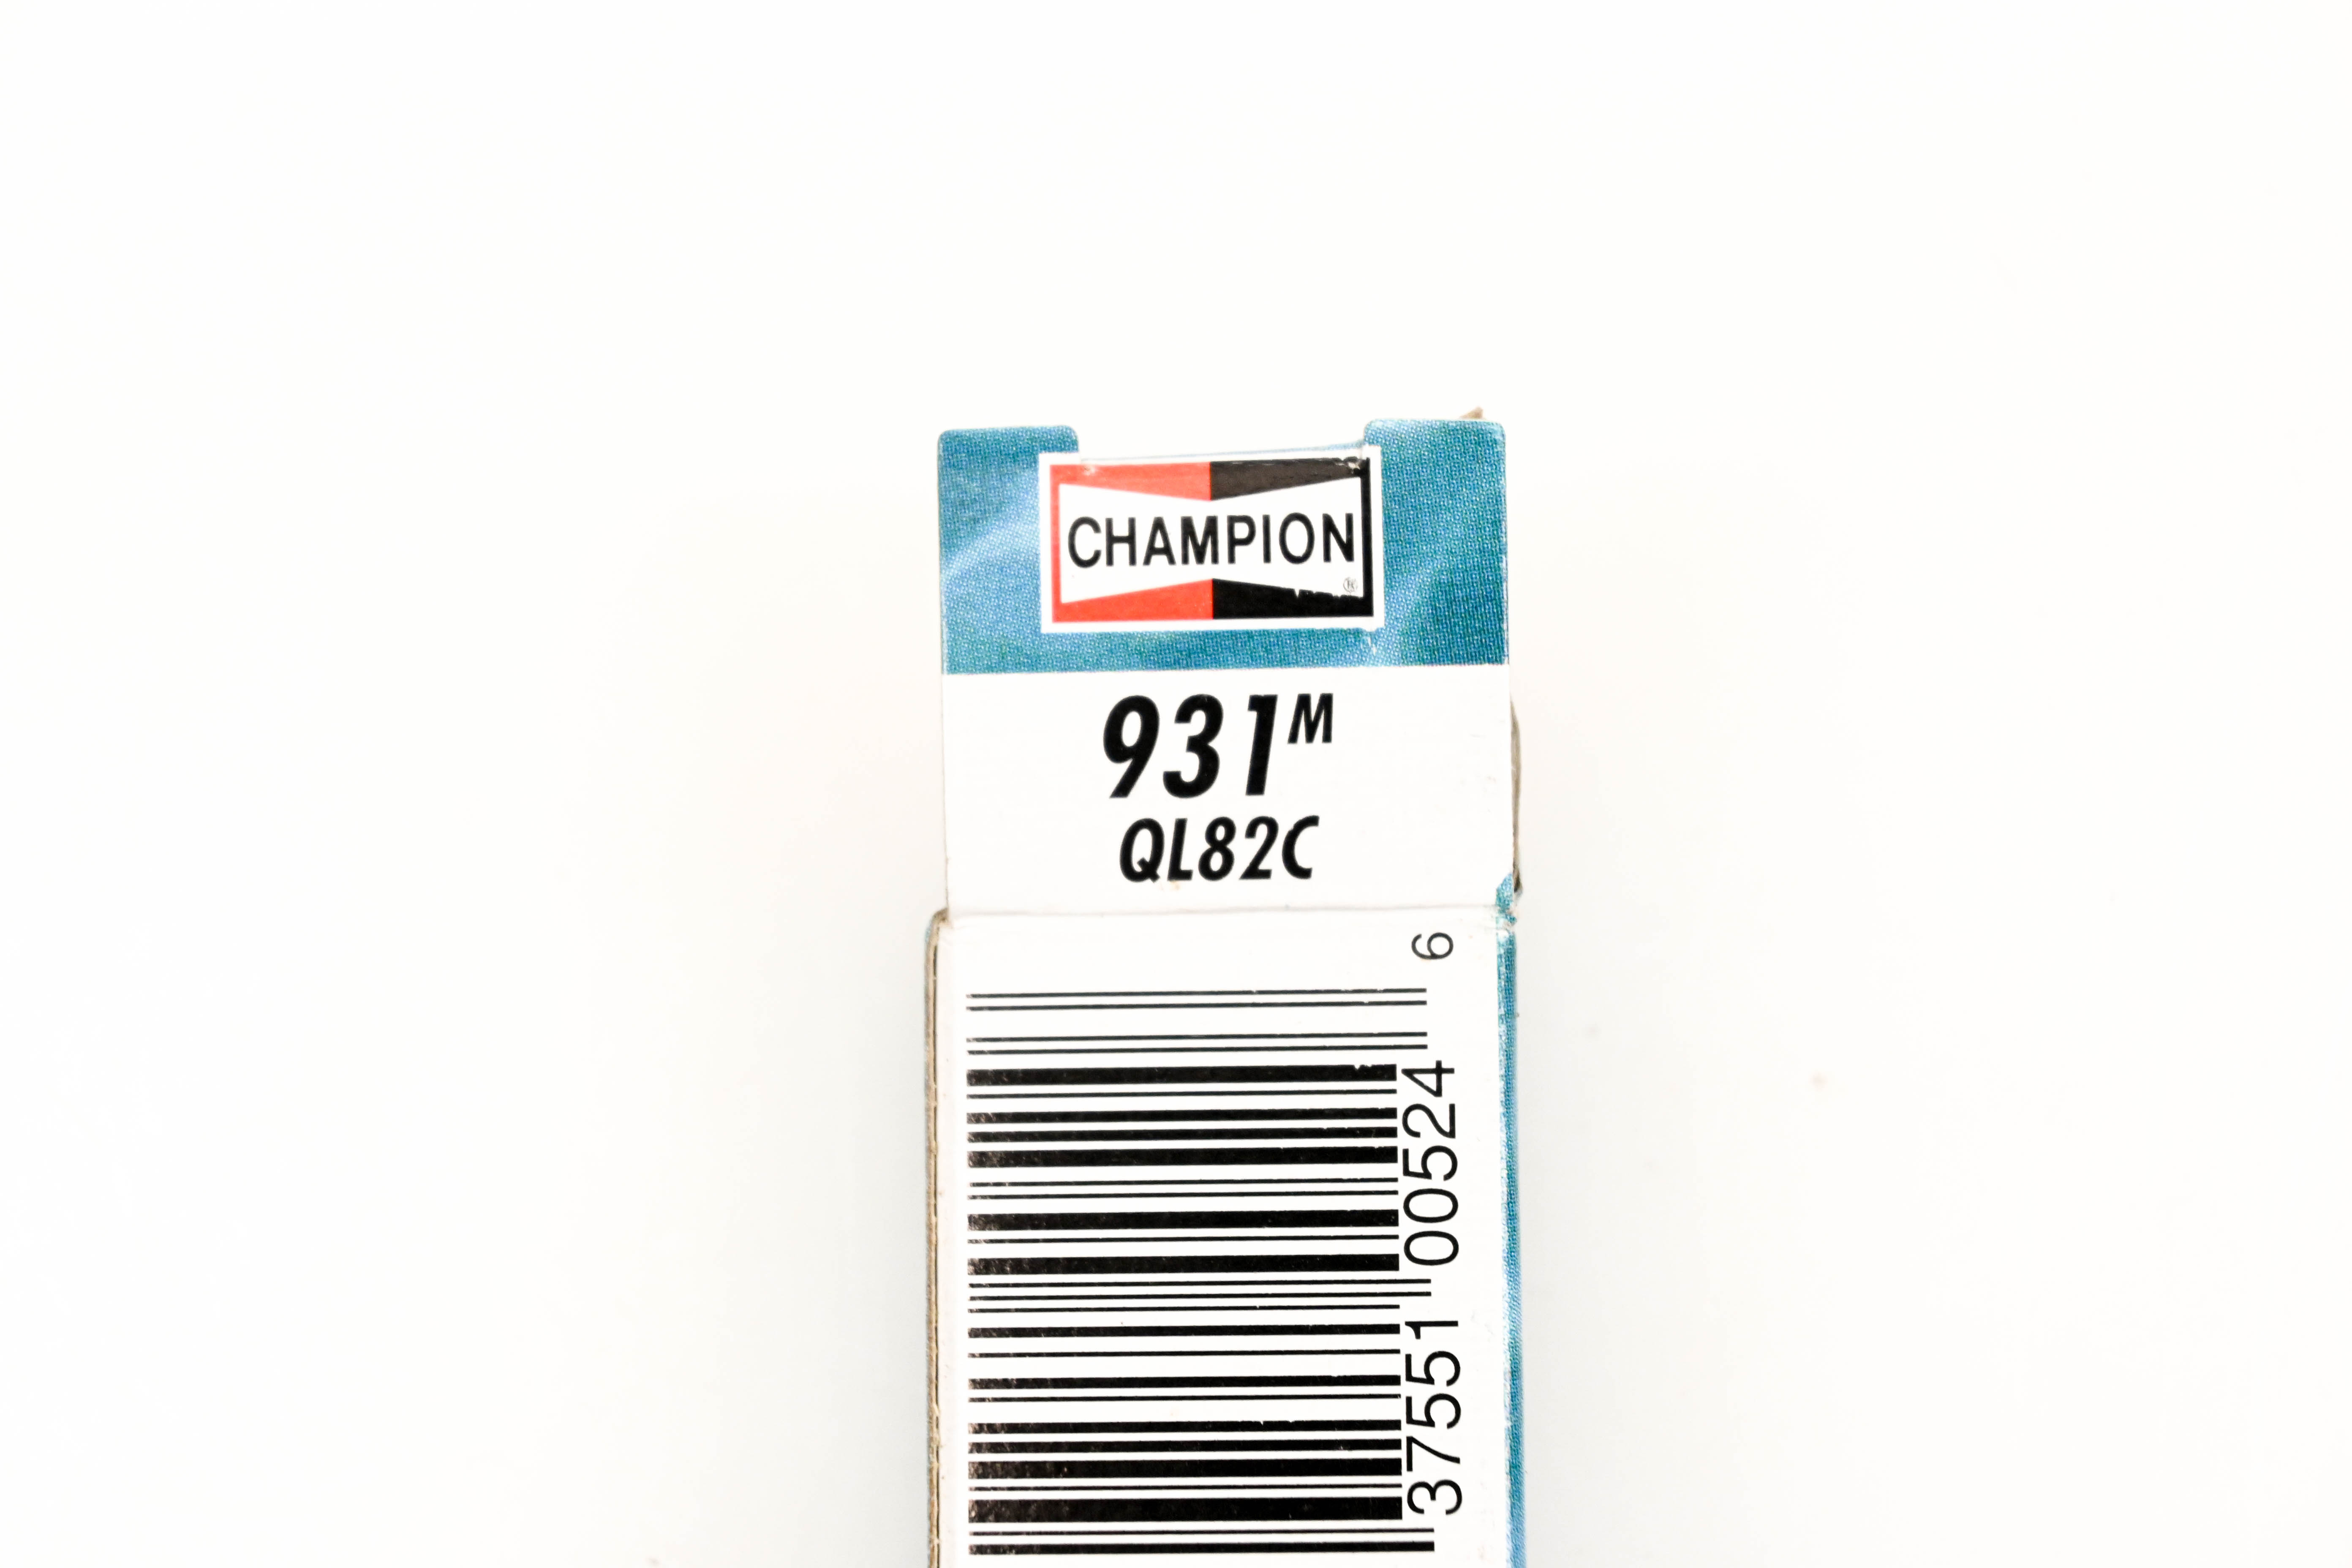 CHAMPION
®
931M
QL82C
37551 00524 6